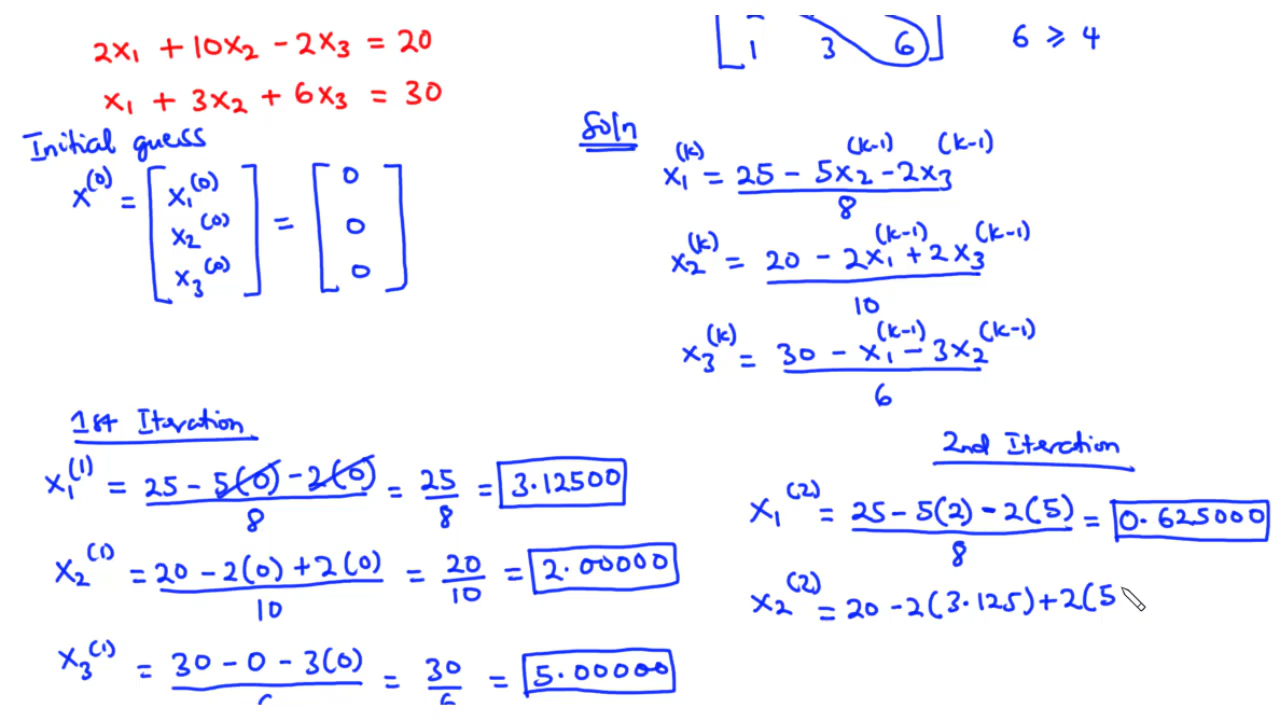 2x₁ + 10x₂ - 2x₃ = 20
x₁ + 3x₂ + 6x₃ = 30
Initial guess
x⁽⁰⁾ = [x₁⁽⁰⁾ x₂⁽⁰⁾ x₃⁽⁰⁾] = [0 0 0]
1 3 6 6 ≥ 4
Soln
x₁⁽ᵏ⁾ = (25 - 5x₂⁽ᵏ⁻¹⁾ - 2x₃⁽ᵏ⁻¹⁾)/8
x₂⁽ᵏ⁾ = (20 - 2x₁⁽ᵏ⁻¹⁾ + 2x₃⁽ᵏ⁻¹⁾)/10
x₃⁽ᵏ⁾ = (30 - x₁⁽ᵏ⁻¹⁾ - 3x₂⁽ᵏ⁻¹⁾)/6
1st Iteration
x₁⁽¹⁾ = (25 - 5(0) - 2(0))/8 = 25/8 = 3.12500
x₂⁽¹⁾ = (20 - 2(0) + 2(0))/10 = 20/10 = 2.00000
x₃⁽¹⁾ = (30 - 0 - 3(0))/6 = 30/6 = 5.00000
2nd Iteration
x₁⁽²⁾ = (25 - 5(2) - 2(5))/8 = 0.625000
x₂⁽²⁾ = 20 - 2(3.125) + 2(5